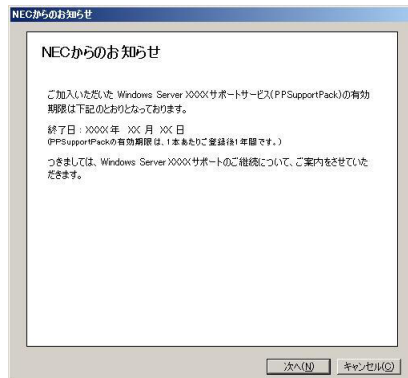 NECからのお知らせ
NECからのお知らせ
ご加入いただいた Windows Server XXXXサポートサービス(PPSupportPack)の有効
期限は下記のとおりとなっております。
終了日：XXXX年 XX 月 XX 日
(PPSupportPackの有効期限は、1本あたりご登録後1年間です。)
つきましては、Windows Server XXXXサポートのご継続について、ご案内をさせていた
だきます。
次へ(N)
キャンセル(C)